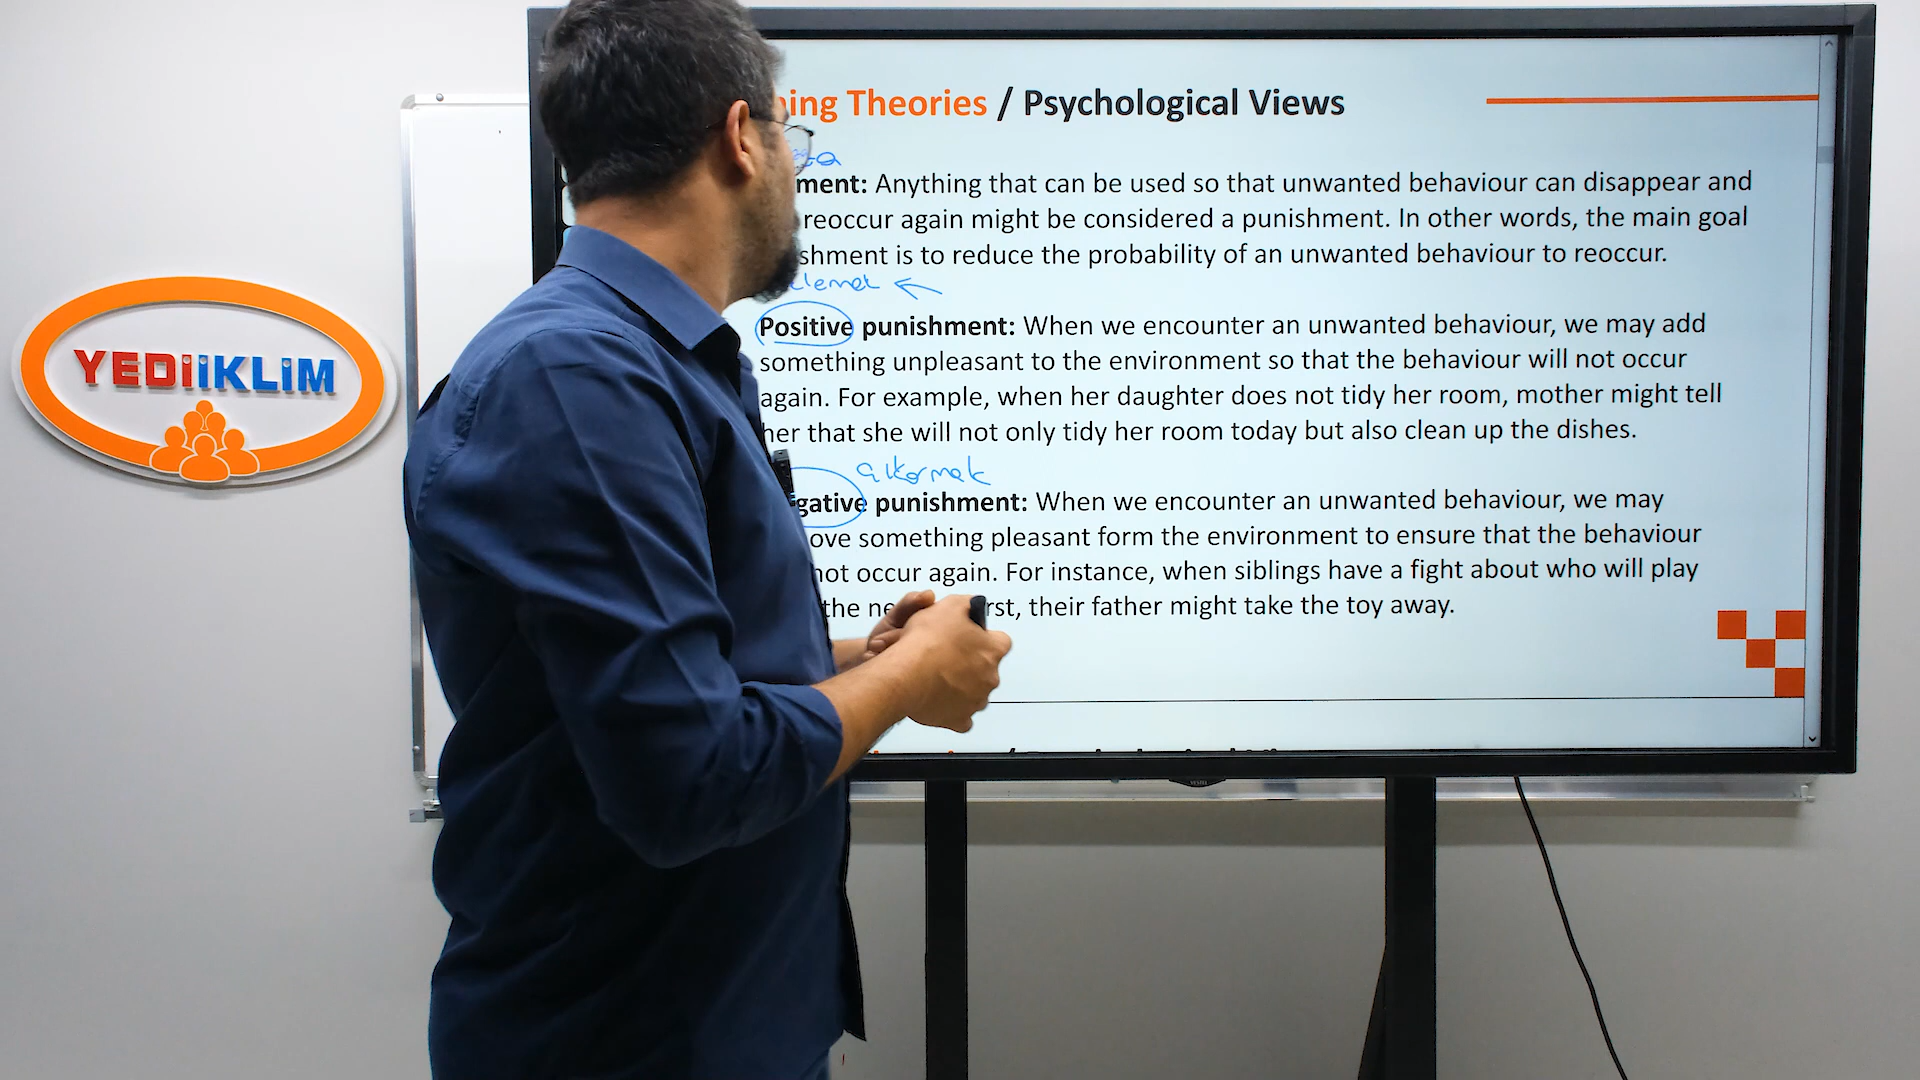 YEDiiKLiM
ing Theories / Psychological Views
ment: Anything that can be used so that unwanted behaviour can disappear and
reoccur again might be considered a punishment. In other words, the main goal
shment is to reduce the probability of an unwanted behaviour to reoccur.
Positive punishment: When we encounter an unwanted behaviour, we may add
something unpleasant to the environment so that the behaviour will not occur
again. For example, when her daughter does not tidy her room, mother might tell
her that she will not only tidy her room today but also clean up the dishes.
gative punishment: When we encounter an unwanted behaviour, we may
ove something pleasant form the environment to ensure that the behaviour
not occur again. For instance, when siblings have a fight about who will play
the ne rst, their father might take the toy away.